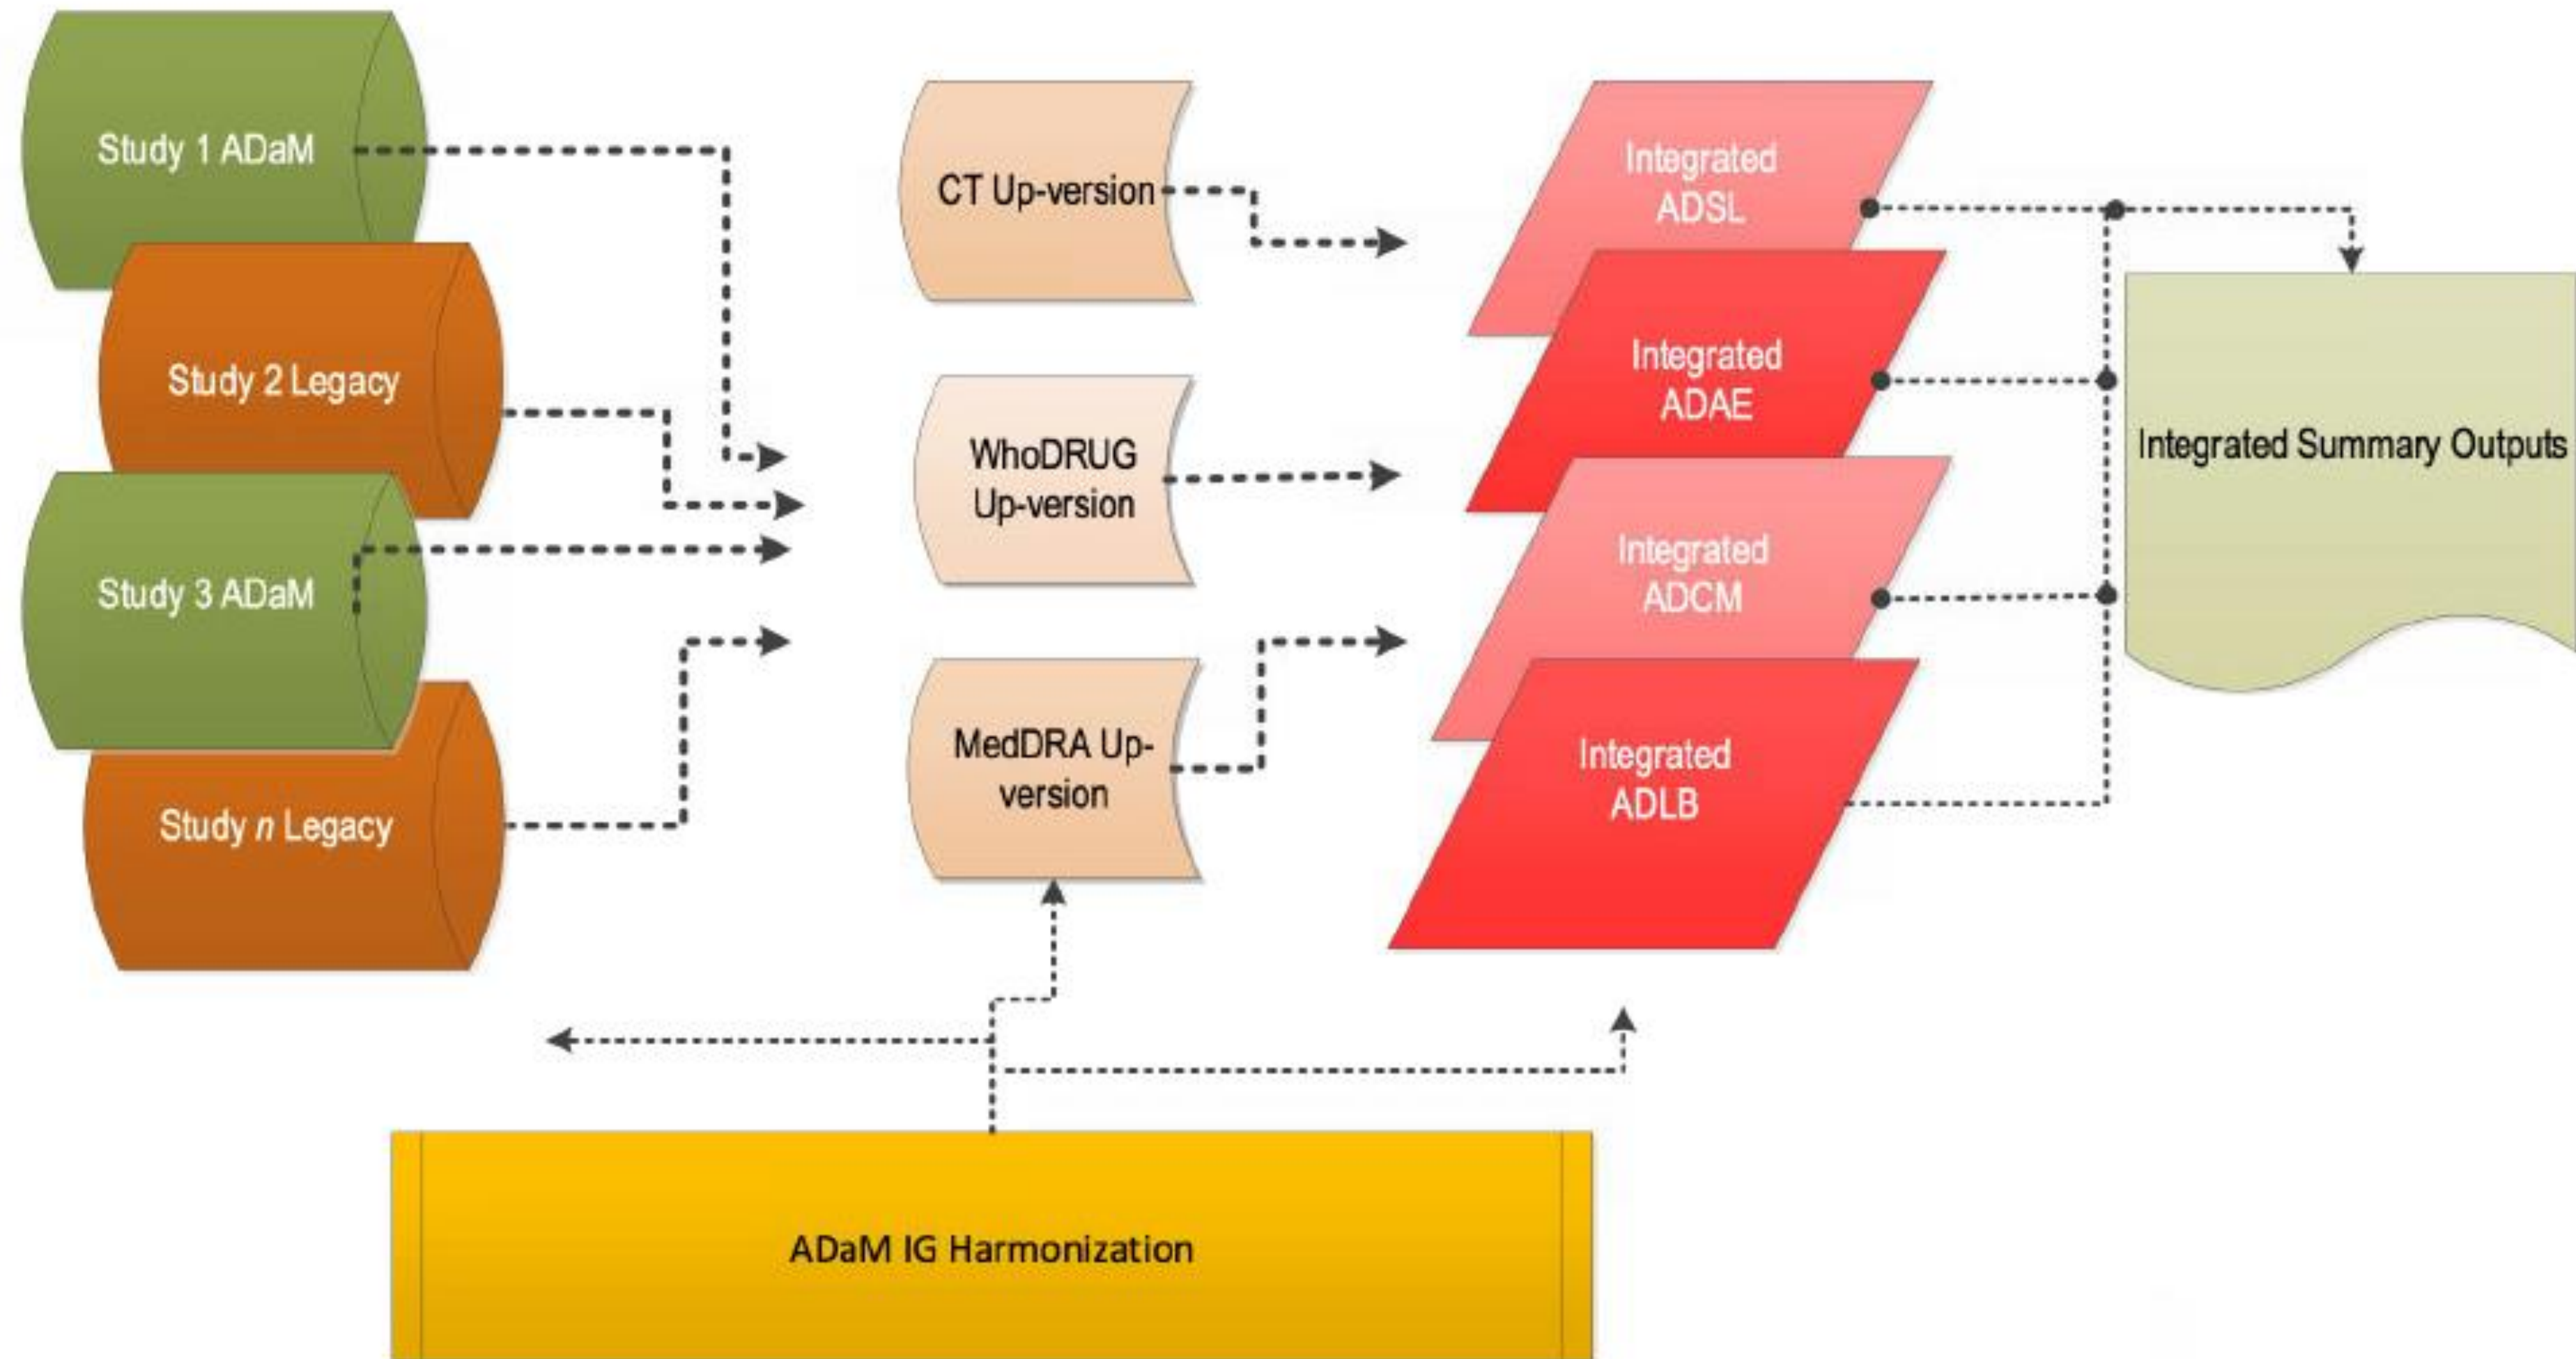 Study 1 ADaM
Study 2 Legacy
Study 3 ADaM
Study n Legacy
CT Up-version
WhoDRUG
Up-version
MedDRA Up-
version
Integrated
ADSL
Integrated
ADAE
Integrated
ADCM
Integrated
ADLB
Integrated Summary Outputs
ADaM IG Harmonization